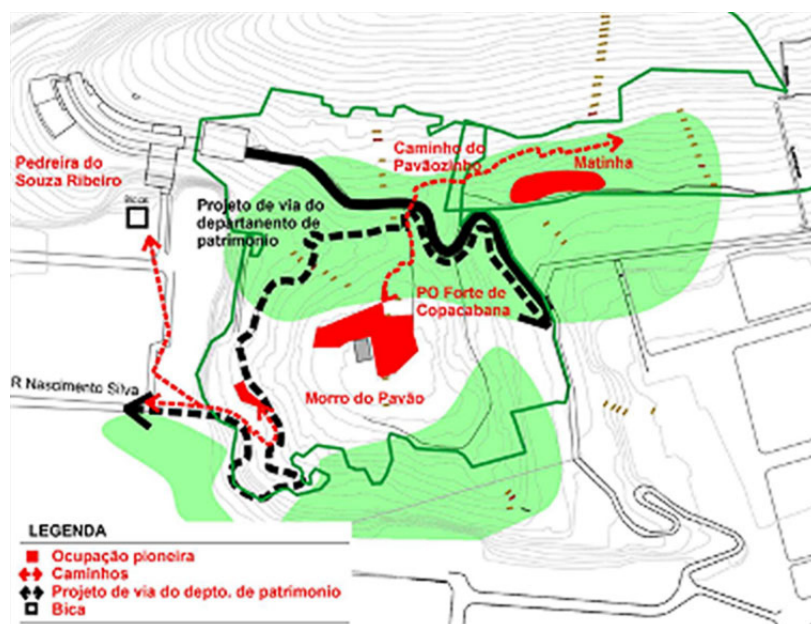 Pedreira do
Souza Ribeiro
Bica
Projeto de via do
departanento de
patrimonio
Caminho do
Pavãozinho
Matinha
PO Forte de
Copacabana
R Nascimento Silva
Morro do Pavão
LEGENDA
Ocupação pioneira
Caminhos
Projeto de via do depto. de patrimonio
Bica